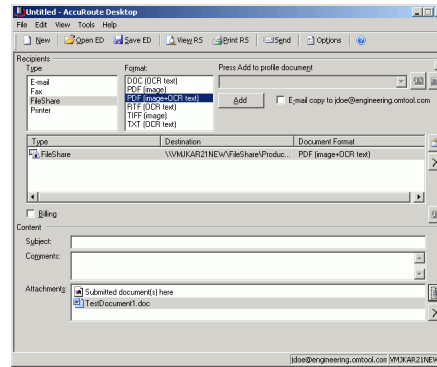 Untitled - AccuRoute Desktop
File Edit View Tools Help
New Open ED Save ED View RS Print RS Send Options
Recipients
Type Format Press Add to profile document
E-mail
Fax
FileShare
Printer
DOC (OCR text)
PDF (image)
PDF (image+OCR text)
RTF (OCR text)
TIFF (image)
TXT (OCR text)
Add E-mail copy to jdoe@engineering.omtool.com
Type Destination Document Format
FileShare \\VMJKAR21NEW\FileShare\Produc... PDF (image+OCR text)
Billing
Content
Subject:
Comments:
Attachments: Submitted document(s) here
TestDocument1.doc
jdoe@engineering.omtool.com VMJKAR21NEW